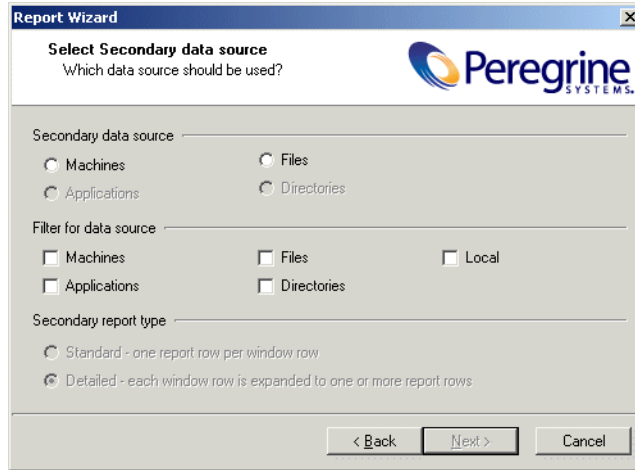 Report Wizard
Select Secondary data source
Which data source should be used?
Peregrine
SYSTEMS.
Secondary data source
Machines
Files
Applications
Directories
Filter for data source
Machines
Files
Local
Applications
Directories
Secondary report type
Standard - one report row per window row
Detailed - each window row is expanded to one or more report rows
< Back
Next >
Cancel